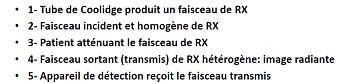 • 1- Tube de Coolidge produit un faisceau de RX
• 2- Faisceau incident et homogène de RX
• 3- Patient atténuant le faisceau de RX
• 4- Faisceau sortant (transmis) de RX hétérogène: image radiante
• 5- Appareil de détection reçoit le faisceau transmis